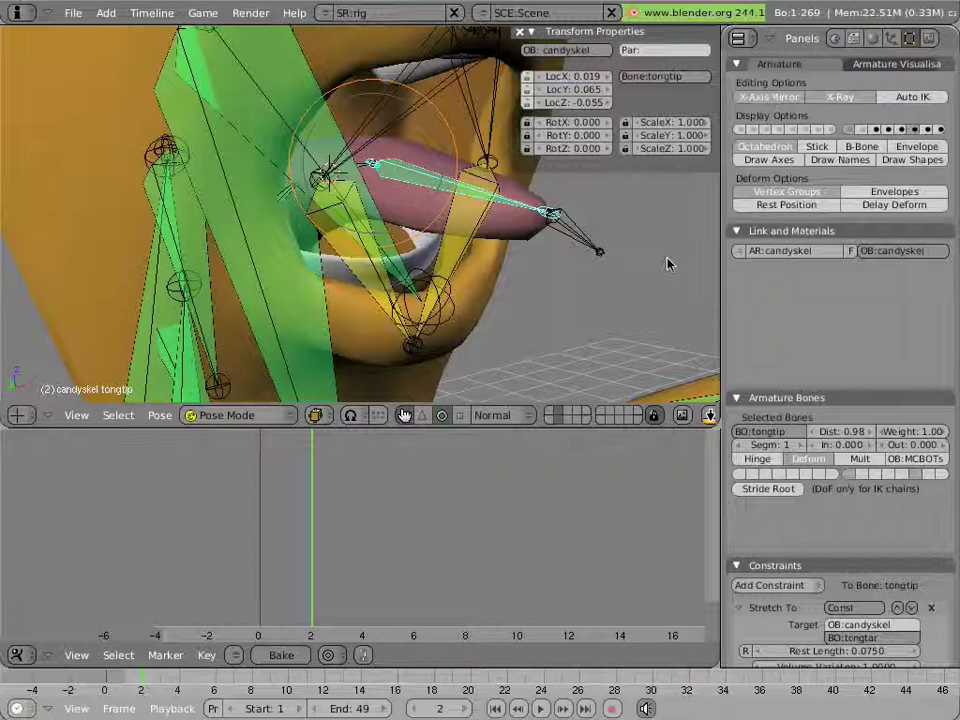 File Add Timeline Game Render Help SR:rig SCE:Scene www.blender.org 244.1 Bo:1-269 | Mem:22.51M (0.33M)
Transform Properties
OB: candyskel Par:
LocX: 0.019 Bone:tongtip
LocY: 0.065
LocZ: -0.055
RotX: 0.000 ScaleX: 1.000
RotY: 0.000 ScaleY: 1.000
RotZ: 0.000 ScaleZ: 1.000
(2) candyskel tongtip
View Select Pose Pose Mode Normal
Panels
Armature Armature Visualisa
Editing Options
X-Axis Mirror X-Ray Auto IK
Display Options
Octahedron Stick B-Bone Envelope
Draw Axes Draw Names Draw Shapes
Deform Options
Vertex Groups Envelopes
Rest Position Delay Deform
Link and Materials
AR:candyskel F OB:candyskel
Armature Bones
Selected Bones
BO:tongtip Dist: 0.98 Weight: 1.00
Segm: 1 In: 0.000 Out: 0.000
Hinge Deform Mult OB:MCBOTs
Stride Root (DoF only for IK chains)
Constraints
Add Constraint To Bone: tongtip
Stretch To Const
Target OB:candyskel
BO:tongtar
R Rest Length: 0.0750
-6 -4 -2 0 2 4 6 8 10 12 14 16
View Select Marker Key Bake
-4 -2 0 2 4 6 8 10 12 14 16 18 20 22 24 26 28 30 32 34 36 38 40 42 44 46
View Frame Playback Pr Start: 1 End: 49 2